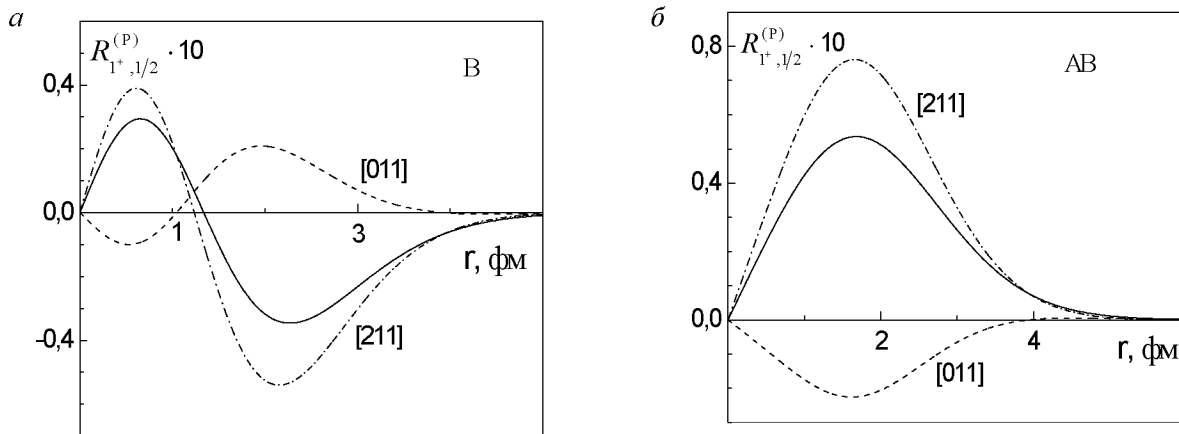 а
R^{(P)}_{1^+,1/2} · 10
В
0,4
0,0
-0,4
1
3
[011]
[211]
r, фм
б
R^{(P)}_{1^+,1/2} · 10
АВ
0,8
0,4
0,0
2
4
[211]
[011]
r, фм